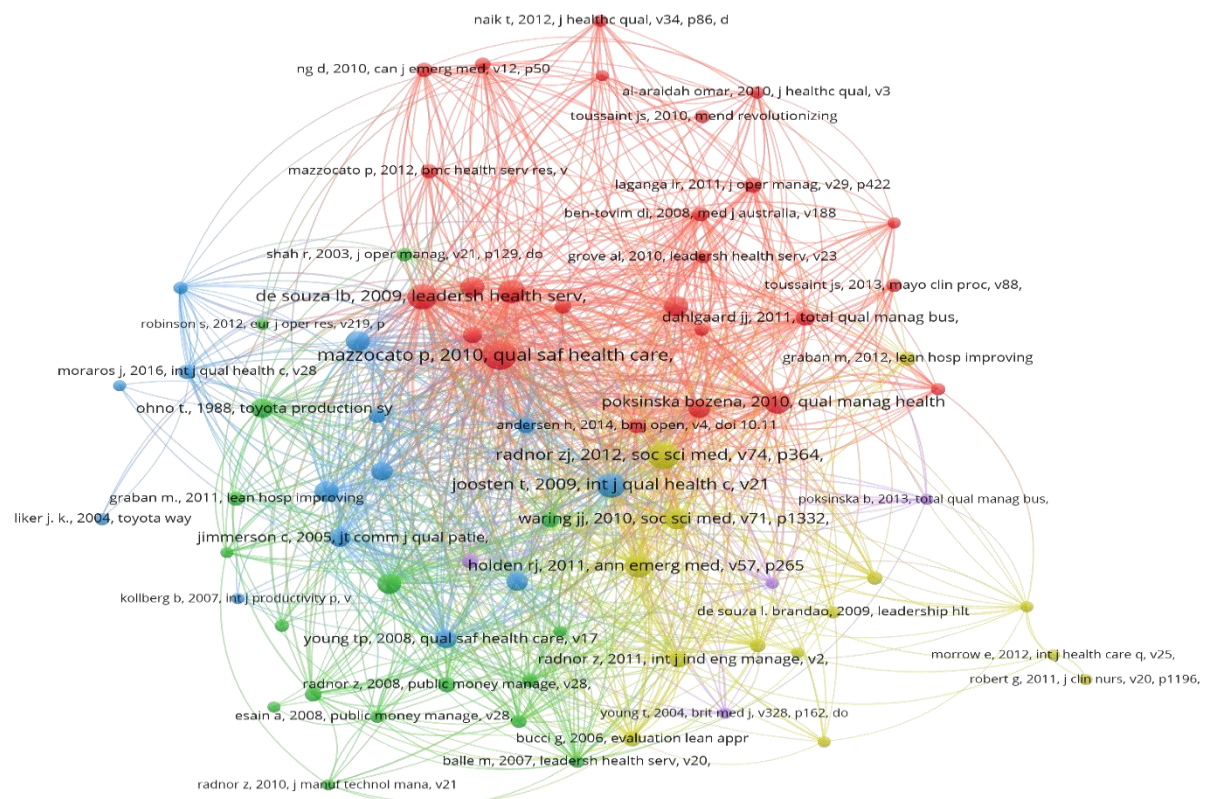 naik t, 2012, j healthc qual, v34, p86, d
ng d, 2010, can j emerg med, v12, p50
al-araidah omar, 2010, j healthc qual, v3
toussaint js, 2010, mend revolutionizing
mazzocato p, 2012, bmc health serv res, v
laganga ir, 2011, j oper manag, v29, p422
ben-tovim di, 2008, med j australia, v188
shah r, 2003, j oper manag, v21, p129, do
grove al, 2010, leadersh health serv, v23
toussaint js, 2013, mayo clin proc, v88,
de souza lb, 2009, leadersh health serv,
dahlgaard jj, 2011, total qual manag bus,
robinson s, 2012, eur j oper res, v219, p
mazzocato p, 2010, qual saf health care,
graban m, 2012, lean hosp improving
moraros j, 2016, int j qual health c, v28
ohno t., 1988, toyota production sy
poksinska bozena, 2010, qual manag health
andersen h, 2014, bmj open, v4, doi 10.11
radnor zj, 2012, soc sci med, v74, p364,
joosten t, 2009, int j qual health c, v21
graban m., 2011, lean hosp improving
poksinska b, 2013, total qual manag bus,
liker j. k., 2004, toyota way
waring jj, 2010, soc sci med, v71, p1332,
jimmerson c, 2005, jt comm j qual patie,
holden rj, 2011, ann emerg med, v57, p265
kollberg b, 2007, int j productivity p, v
de souza l. brandao, 2009, leadership hlt
young tp, 2008, qual saf health care, v17
radnor z, 2011, int j ind eng manage, v2,
morrow e, 2012, int j health care q, v25,
robert g, 2011, j clin nurs, v20, p1196,
radnor z, 2008, public money manage, v28,
esain a, 2008, public money manage, v28,
young t, 2004, brit med j, v328, p162, do
bucci g, 2006, evaluation lean appr
balle m, 2007, leadersh health serv, v20,
radnor z, 2010, j manuf technol mana, v21